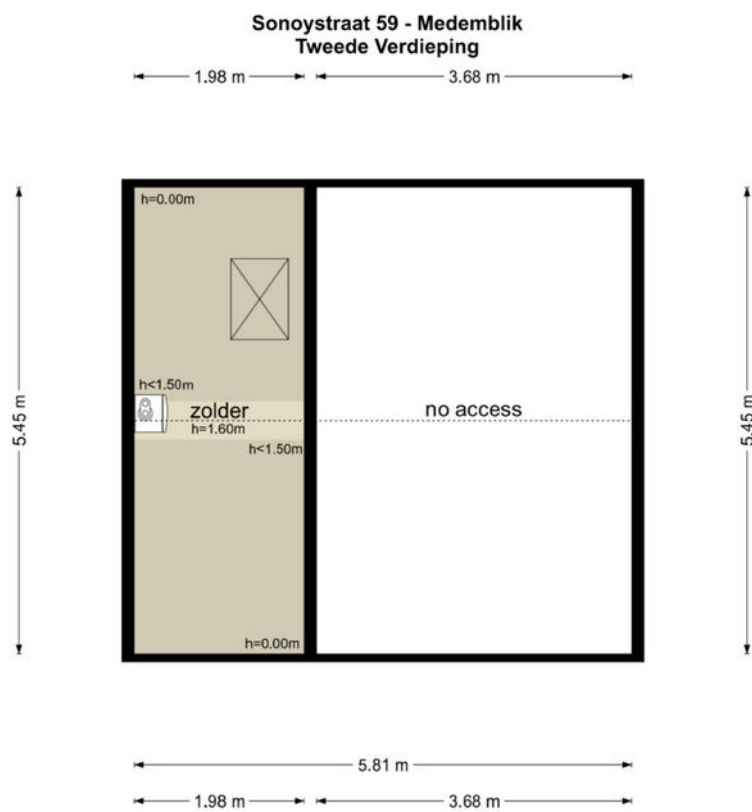 Sonoystraat 59 - Medemblik
Tweede Verdieping
1.98 m
3.68 m
h=0.00m
5.45 m
h<1.50m
zolder
h=1.60m
h<1.50m
no access
5.45 m
h=0.00m
5.81 m
1.98 m
3.68 m